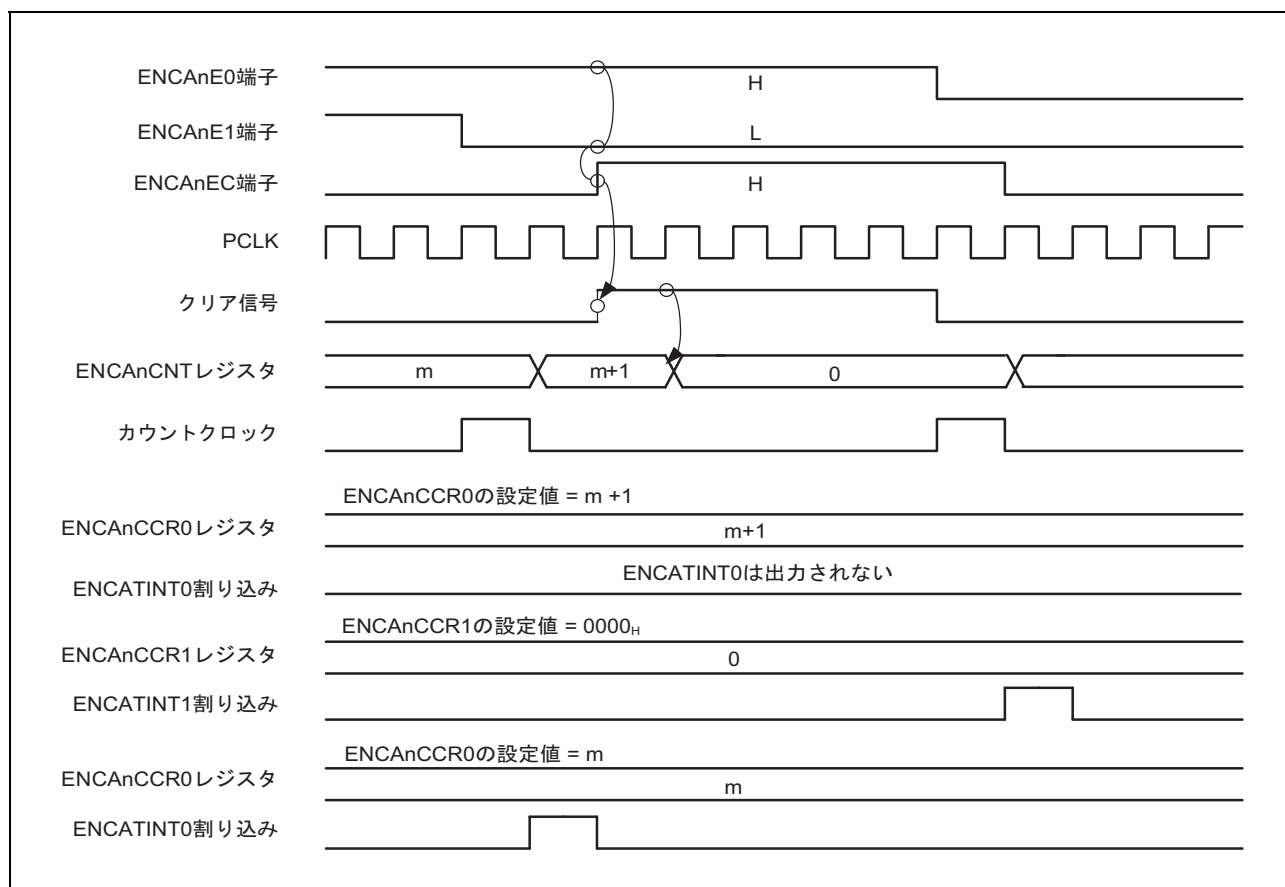 ENCAnE0端子
H
ENCAnE1端子
L
ENCAnEC端子
H
PCLK
クリア信号
ENCAnCNTレジスタ
m
m+1
0
カウントクロック
ENCAnCCR0の設定値 = m +1
ENCAnCCR0レジスタ
m+1
ENCATINT0割り込み
ENCATINT0は出力されない
ENCAnCCR1の設定値 = 0000H
ENCAnCCR1レジスタ
0
ENCATINT1割り込み
ENCAnCCR0の設定値 = m
ENCAnCCR0レジスタ
m
ENCATINT0割り込み